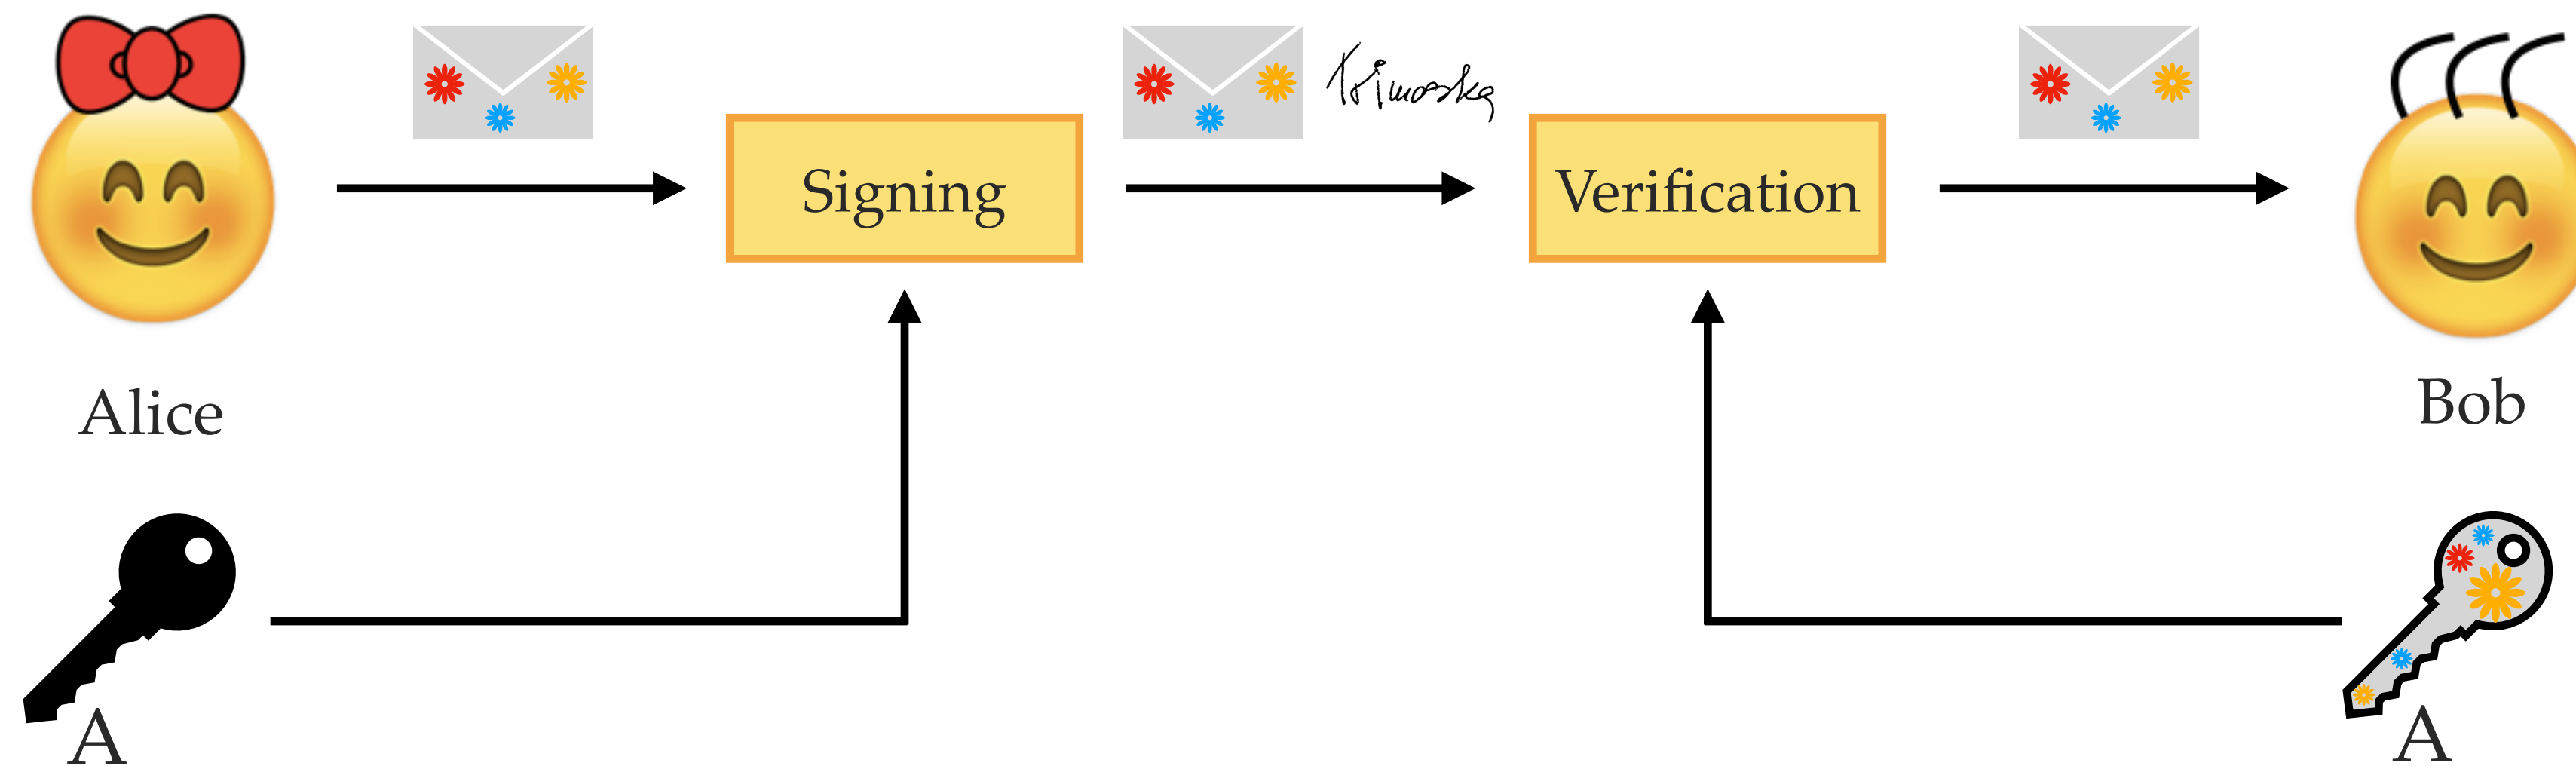 Signing
Verification
Alice
Bob
A
A